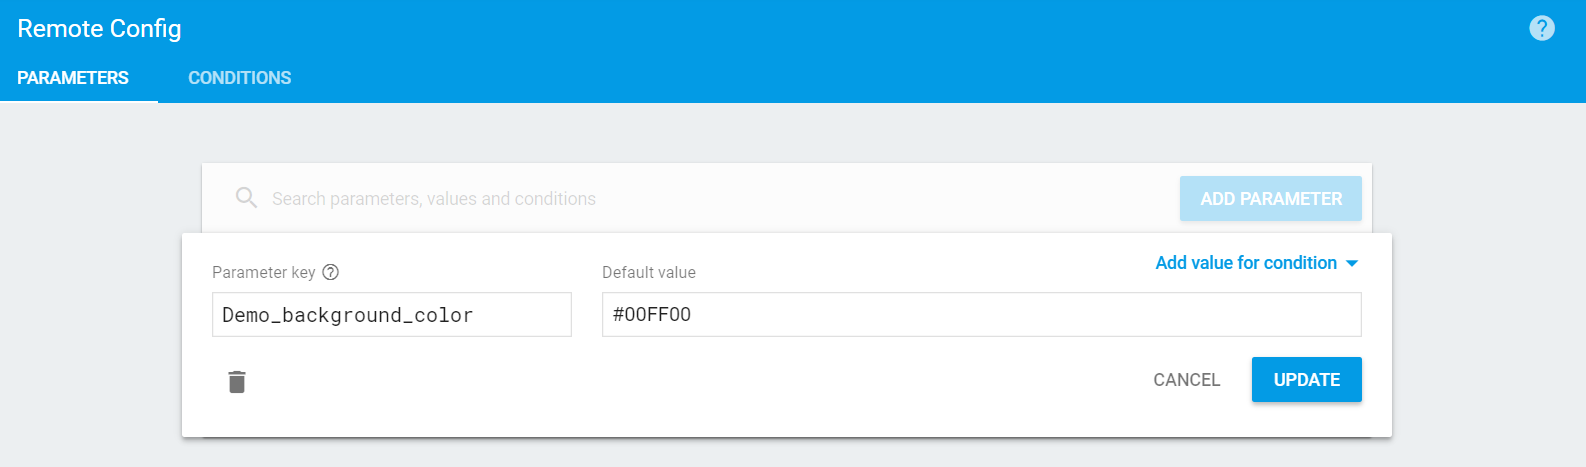 Remote Config
?
PARAMETERS CONDITIONS
Search parameters, values and conditions ADD PARAMETER
Add value for condition
Parameter key ? Default value
Demo_background_color #00FF00
CANCEL UPDATE